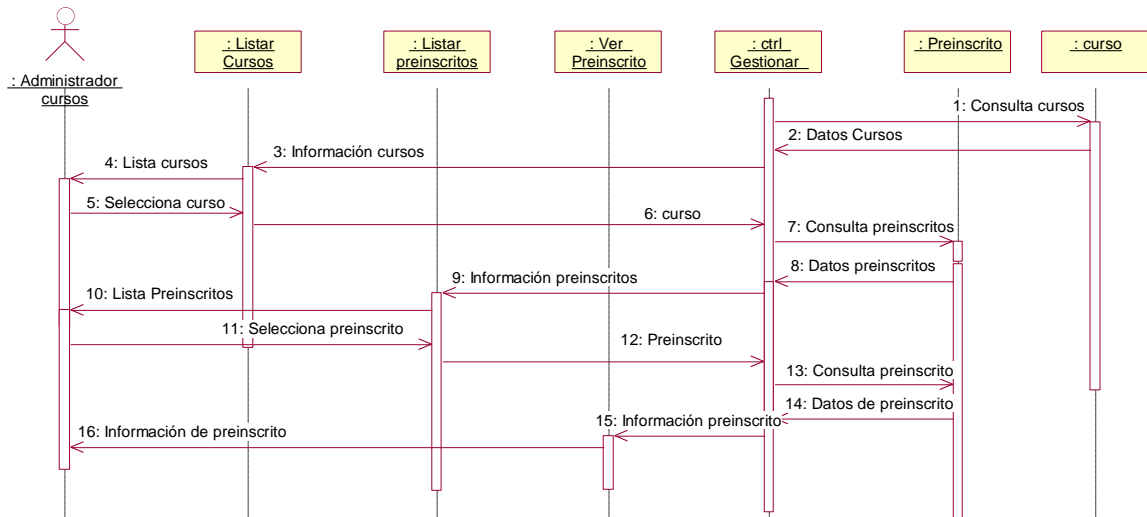 : Listar
Cursos
: Listar
preinscritos
: Ver
Preinscrito
: ctrl
Gestionar
: Preinscrito
: curso
: Administrador
cursos
1: Consulta cursos
2: Datos Cursos
3: Información cursos
4: Lista cursos
5: Selecciona curso
6: curso
7: Consulta preinscritos
8: Datos preinscritos
9: Información preinscritos
10: Lista Preinscritos
11: Selecciona preinscrito
12: Preinscrito
13: Consulta preinscrito
14: Datos de preinscrito
15: Información preinscrito
16: Información de preinscrito